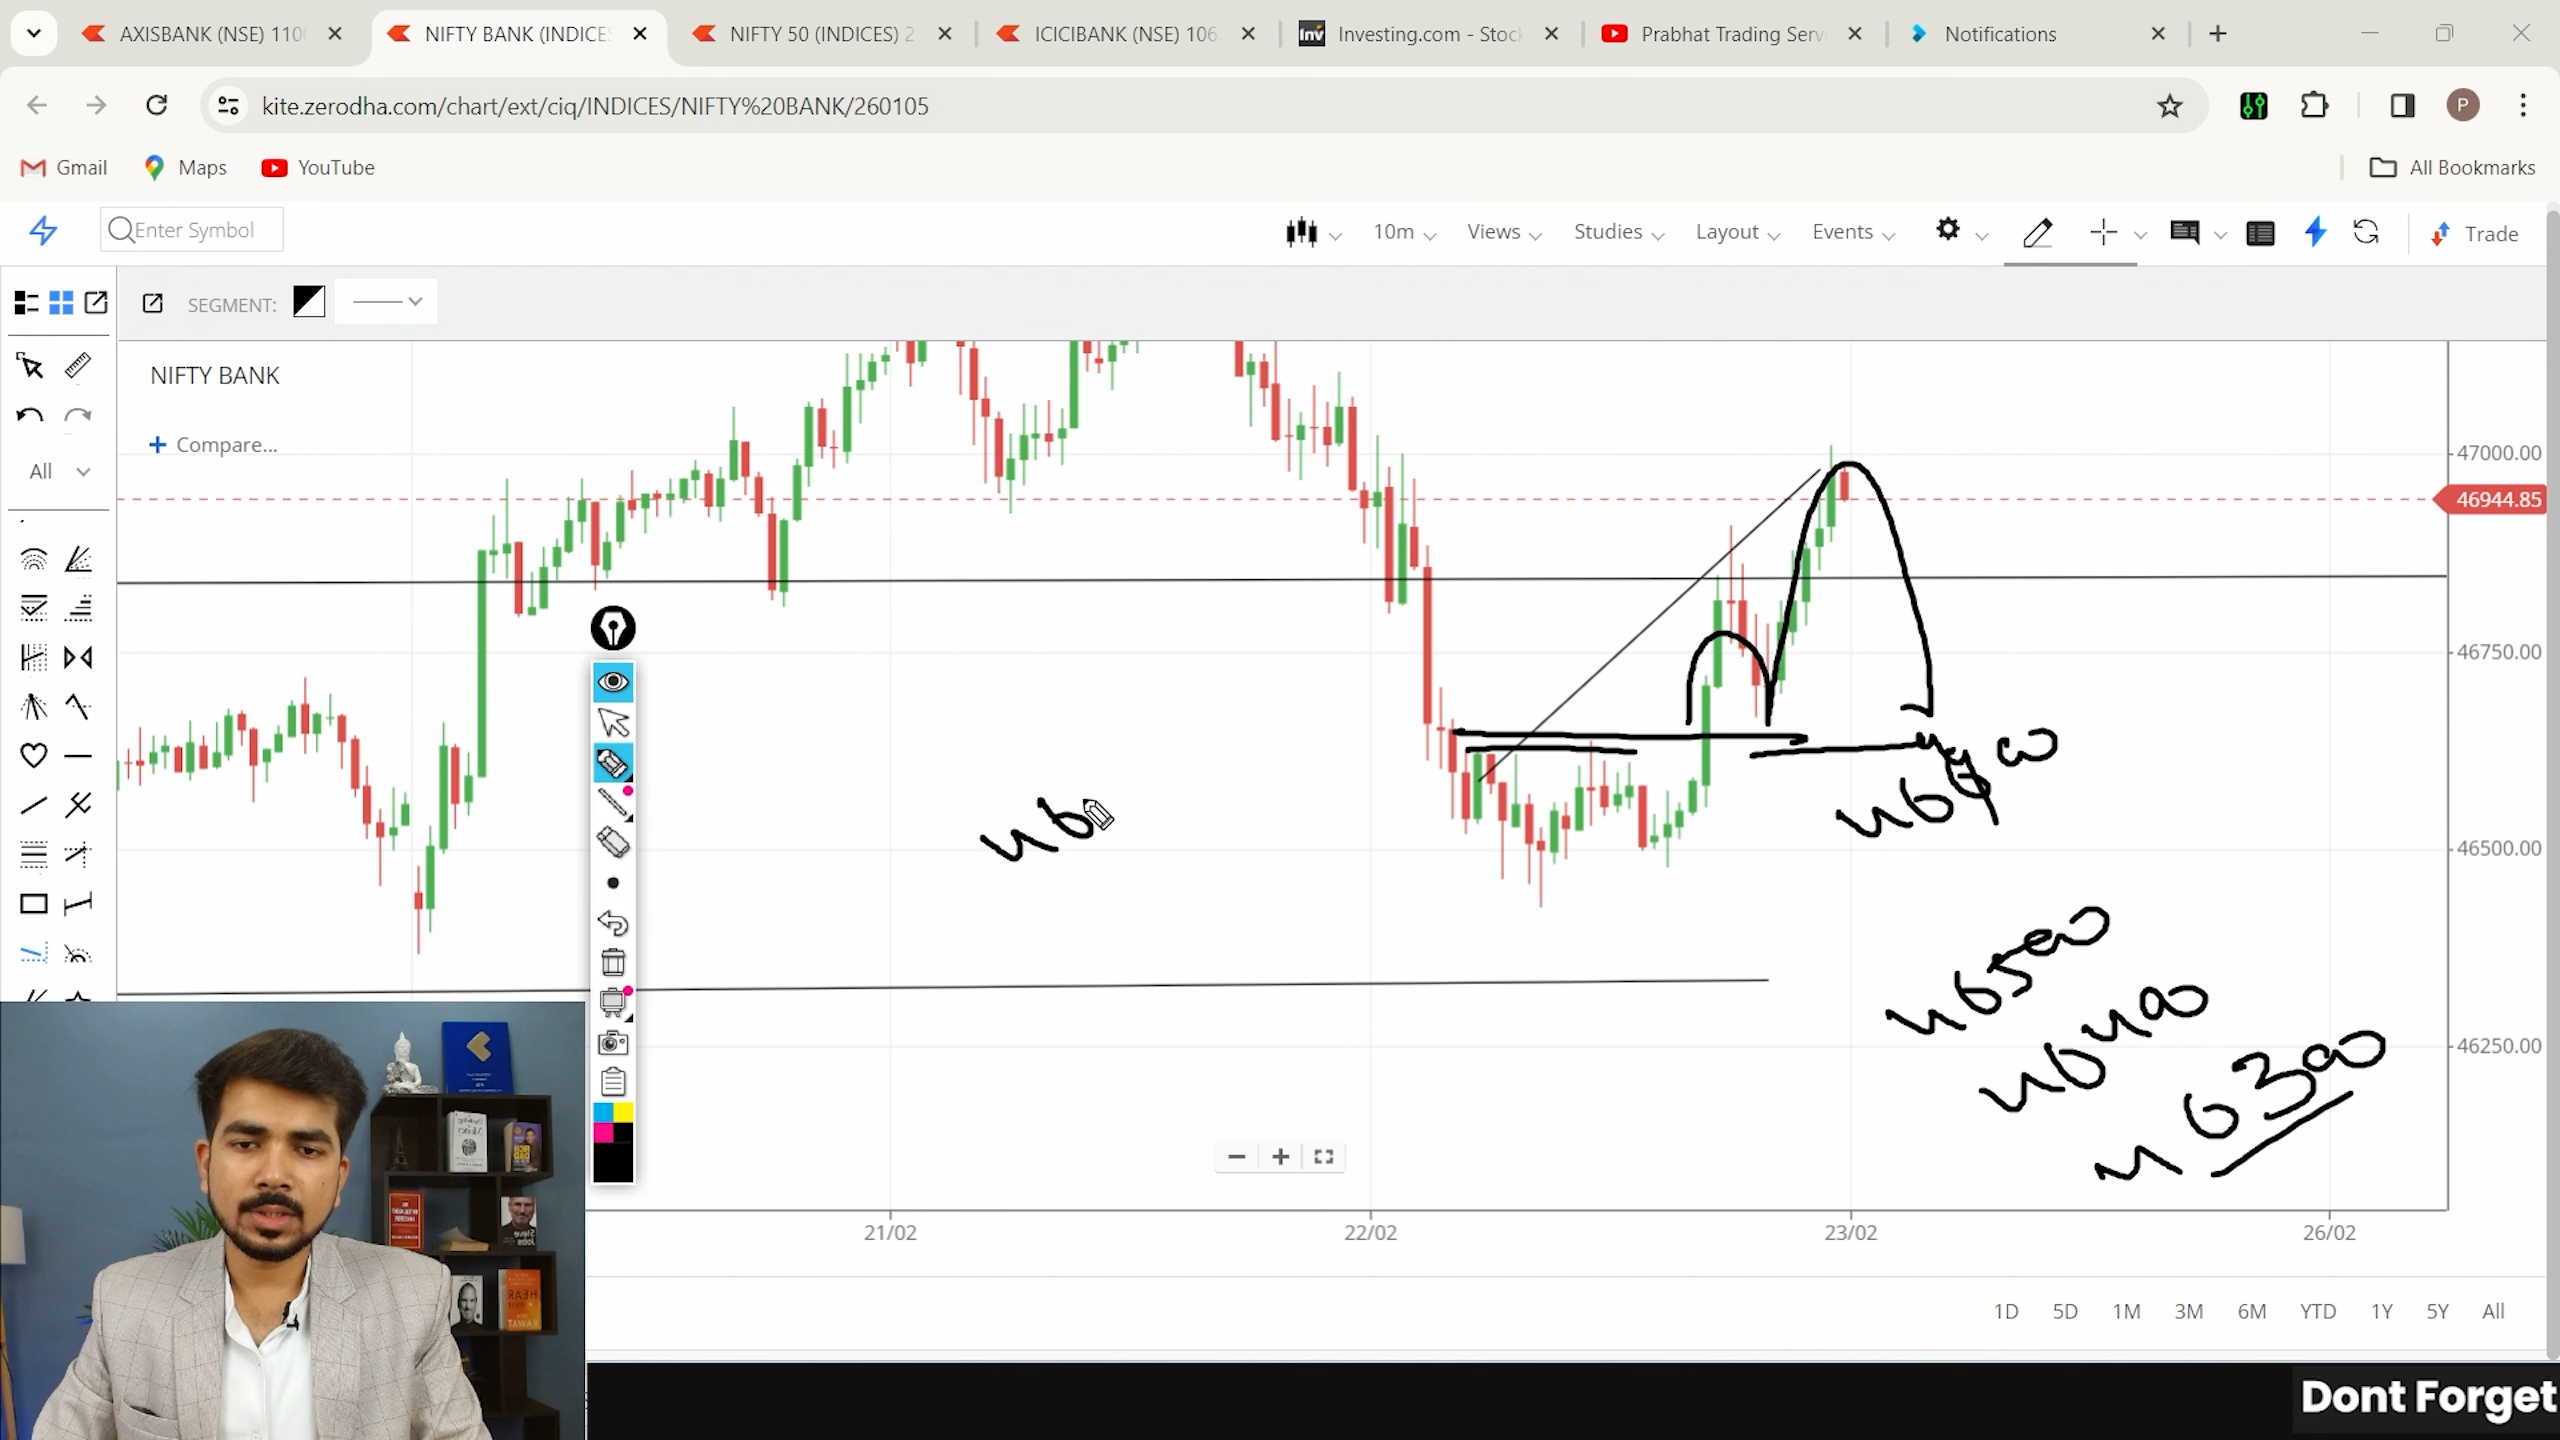 AXISBANK (NSE) 110
NIFTY BANK (INDICES
NIFTY 50 (INDICES) 2
ICICIBANK (NSE) 106
Investing.com - Stoc
Prabhat Trading Serv
Notifications
kite.zerodha.com/chart/ext/ciq/INDICES/NIFTY%20BANK/260105
P
Gmail
Maps
YouTube
All Bookmarks
Enter Symbol
10m
Views
Studies
Layout
Events
Trade
SEGMENT:
NIFTY BANK
+ Compare...
All
47000.00
46944.85
46750.00
46500.00
46250.00
460
46500
46400
46300
21/02
22/02
23/02
26/02
1D
5D
1M
3M
6M
YTD
1Y
5Y
All
Dont Forget